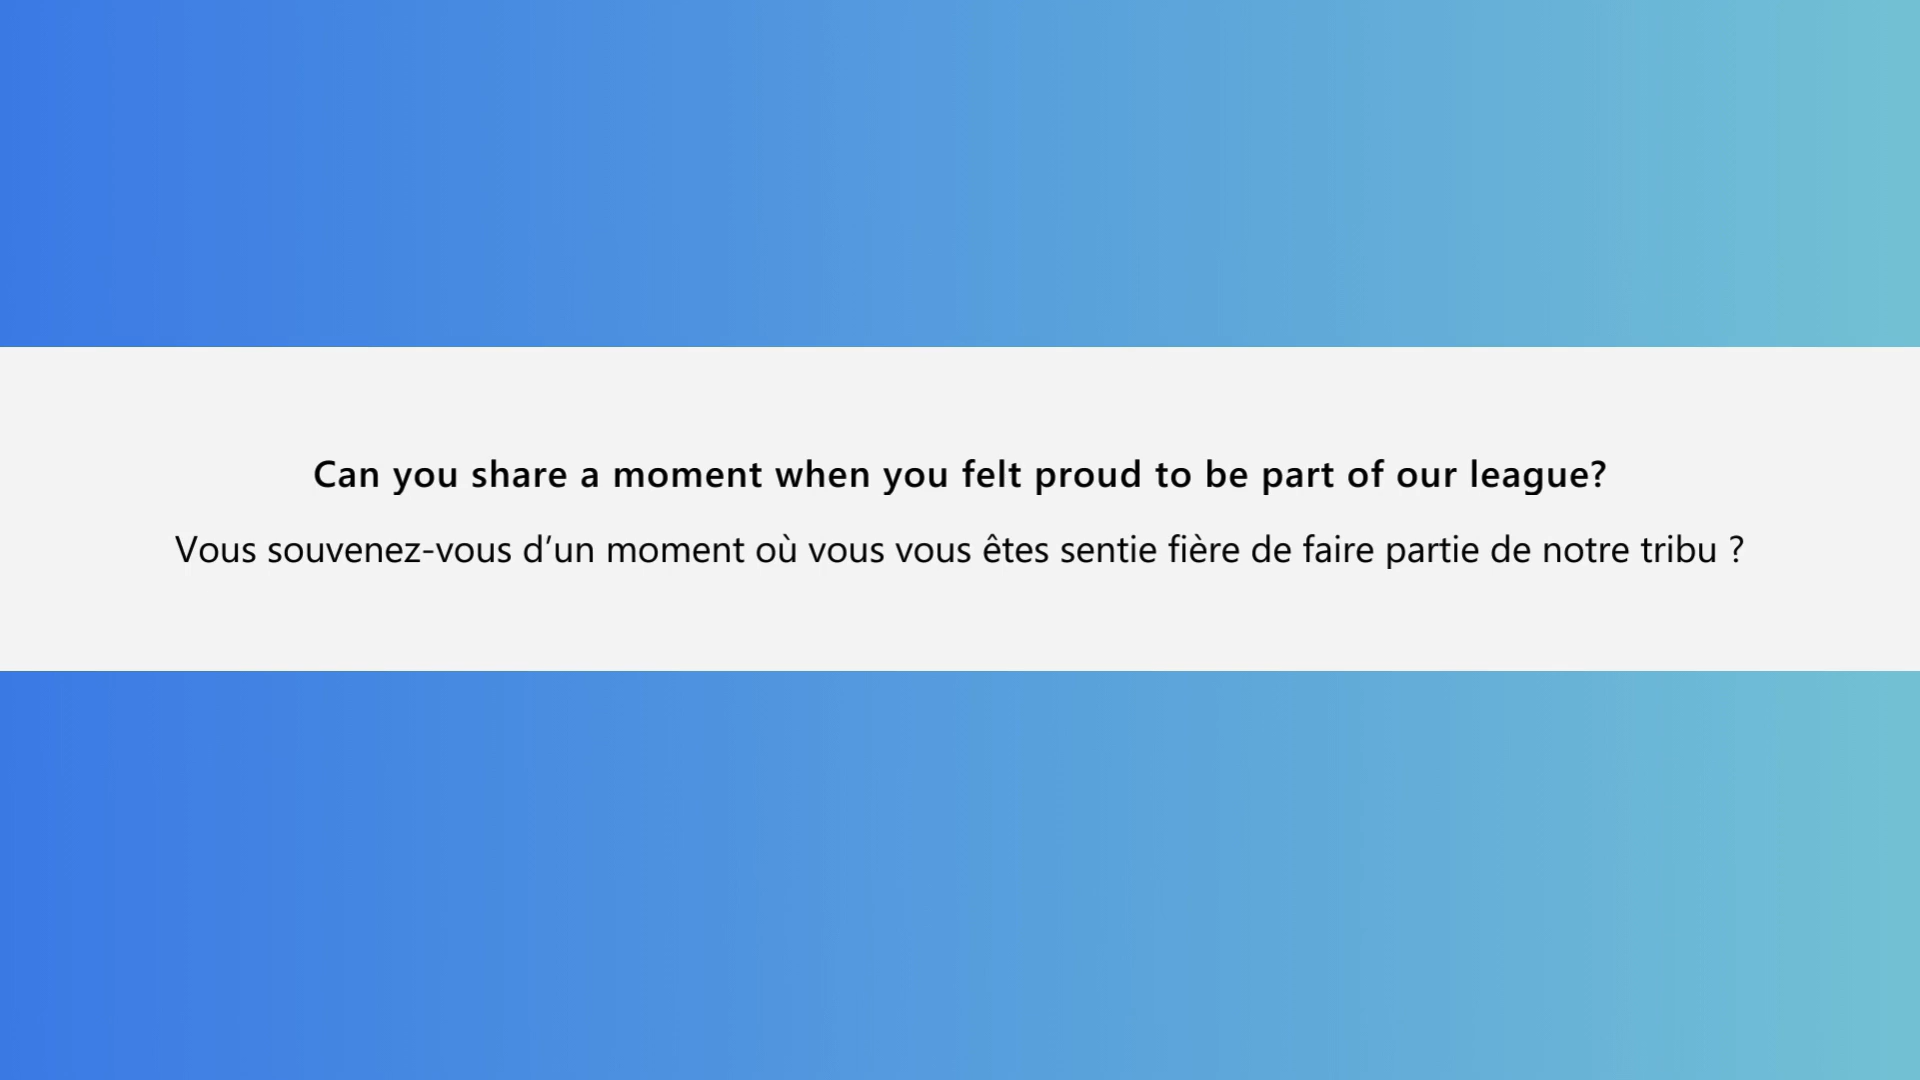 Can you share a moment when you felt proud to be part of our league?
Vous souvenez-vous d’un moment où vous vous êtes sentie fière de faire partie de notre tribu ?